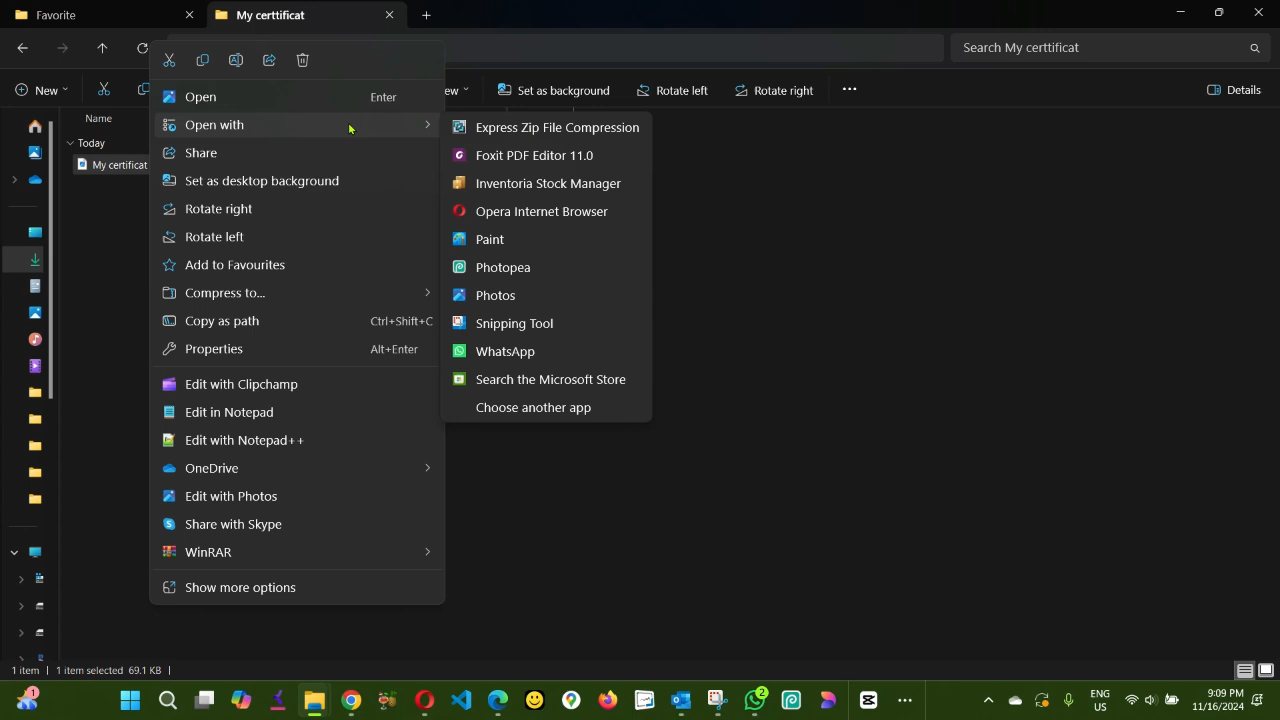 Favorite
My certtificat
Search My certtificat
New
ew
Set as background
Rotate left
Rotate right
Details
Name
Today
My certificat
Open Enter
Open with
Share
Set as desktop background
Rotate right
Rotate left
Add to Favourites
Compress to...
Copy as path Ctrl+Shift+C
Properties Alt+Enter
Edit with Clipchamp
Edit in Notepad
Edit with Notepad++
OneDrive
Edit with Photos
Share with Skype
WinRAR
Show more options
Express Zip File Compression
Foxit PDF Editor 11.0
Inventoria Stock Manager
Opera Internet Browser
Paint
Photopea
Photos
Snipping Tool
WhatsApp
Search the Microsoft Store
Choose another app
1 item 1 item selected 69.1 KB
1
2
ENG
US
9:09 PM
11/16/2024